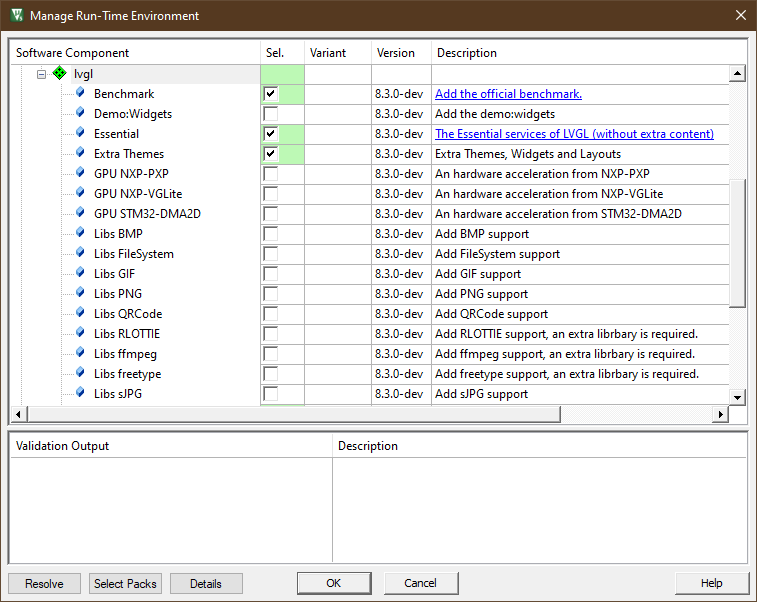 Manage Run-Time Environment
Software Component Sel. Variant Version Description
lvgl
Benchmark 8.3.0-dev Add the official benchmark.
Demo:Widgets 8.3.0-dev Add the demo:widgets
Essential 8.3.0-dev The Essential services of LVGL (without extra content)
Extra Themes 8.3.0-dev Extra Themes, Widgets and Layouts
GPU NXP-PXP 8.3.0-dev An hardware acceleration from NXP-PXP
GPU NXP-VGLite 8.3.0-dev An hardware acceleration from NXP-VGLite
GPU STM32-DMA2D 8.3.0-dev An hardware acceleration from STM32-DMA2D
Libs BMP 8.3.0-dev Add BMP support
Libs FileSystem 8.3.0-dev Add FileSystem support
Libs GIF 8.3.0-dev Add GIF support
Libs PNG 8.3.0-dev Add PNG support
Libs QRCode 8.3.0-dev Add QRCode support
Libs RLOTTIE 8.3.0-dev Add RLOTTIE support, an extra librbary is required.
Libs ffmpeg 8.3.0-dev Add ffmpeg support, an extra librbary is required.
Libs freetype 8.3.0-dev Add freetype support, an extra librbary is required.
Libs sJPG 8.3.0-dev Add sJPG support
Validation Output Description
Resolve Select Packs Details OK Cancel Help